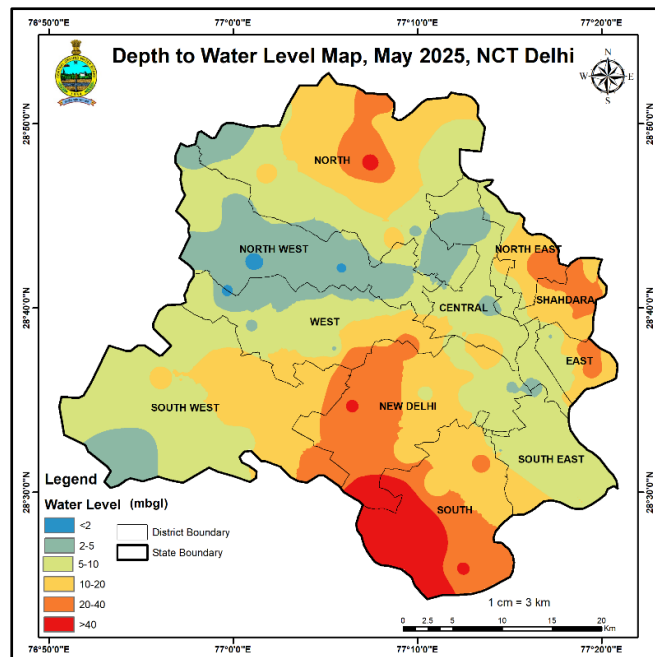 Depth to Water Level Map, May 2025, NCT Delhi
76°50'0"E
77°0'0"E
77°10'0"E
77°20'0"E
N
W
E
S
28°50'0"N
28°50'0"N
NORTH
NORTH WEST
NORTH EAST
SHAHDARA
28°40'0"N
28°40'0"N
WEST
CENTRAL
EAST
SOUTH WEST
NEW DELHI
SOUTH EAST
28°30'0"N
28°30'0"N
SOUTH
Legend
Water Level (mbgl)
<2
2-5
5-10
10-20
20-40
>40
District Boundary
State Boundary
1 cm = 3 km
0 2.5 5 10 15 20
Km
76°50'0"E
77°0'0"E
77°10'0"E
77°20'0"E